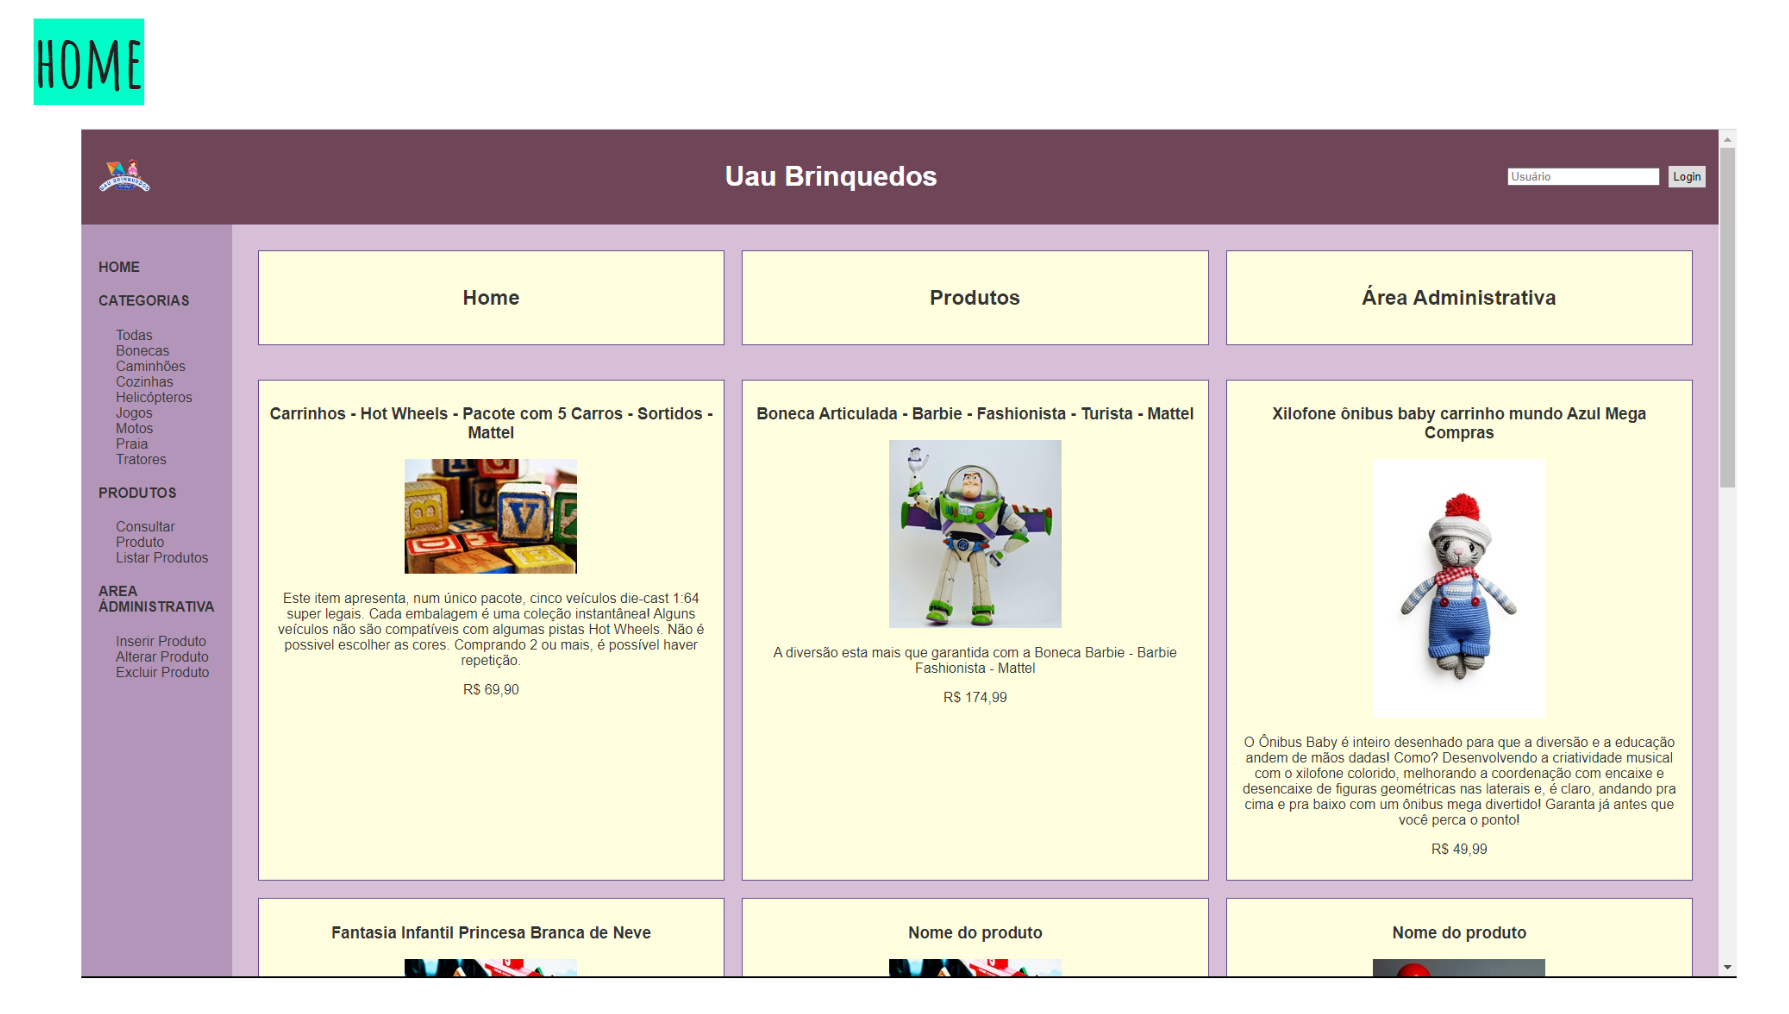 HOME
UAU BRINQUEDOS
Uau Brinquedos
Usuário
Login
HOME
CATEGORIAS
Todas
Bonecas
Caminhões
Cozinhas
Helicópteros
Jogos
Motos
Praia
Tratores
PRODUTOS
Consultar
Produto
Listar Produtos
AREA
ÁDMINISTRATIVA
Inserir Produto
Alterar Produto
Excluir Produto
Home
Produtos
Área Administrativa
Carrinhos - Hot Wheels - Pacote com 5 Carros - Sortidos -
Mattel
Este item apresenta, num único pacote, cinco veículos die-cast 1:64
super legais. Cada embalagem é uma coleção instantânea! Alguns
veículos não são compatíveis com algumas pistas Hot Wheels. Não é
possivel escolher as cores. Comprando 2 ou mais, é possível haver
repetição.
R$ 69,90
Boneca Articulada - Barbie - Fashionista - Turista - Mattel
A diversão esta mais que garantida com a Boneca Barbie - Barbie
Fashionista - Mattel
R$ 174,99
Xilofone ônibus baby carrinho mundo Azul Mega
Compras
O Ônibus Baby é inteiro desenhado para que a diversão e a educação
andem de mãos dadas! Como? Desenvolvendo a criatividade musical
com o xilofone colorido, melhorando a coordenação com encaixe e
desencaixe de figuras geométricas nas laterais e, é claro, andando pra
cima e pra baixo com um ônibus mega divertido! Garanta já antes que
você perca o ponto!
R$ 49,99
Fantasia Infantil Princesa Branca de Neve
Nome do produto
Nome do produto